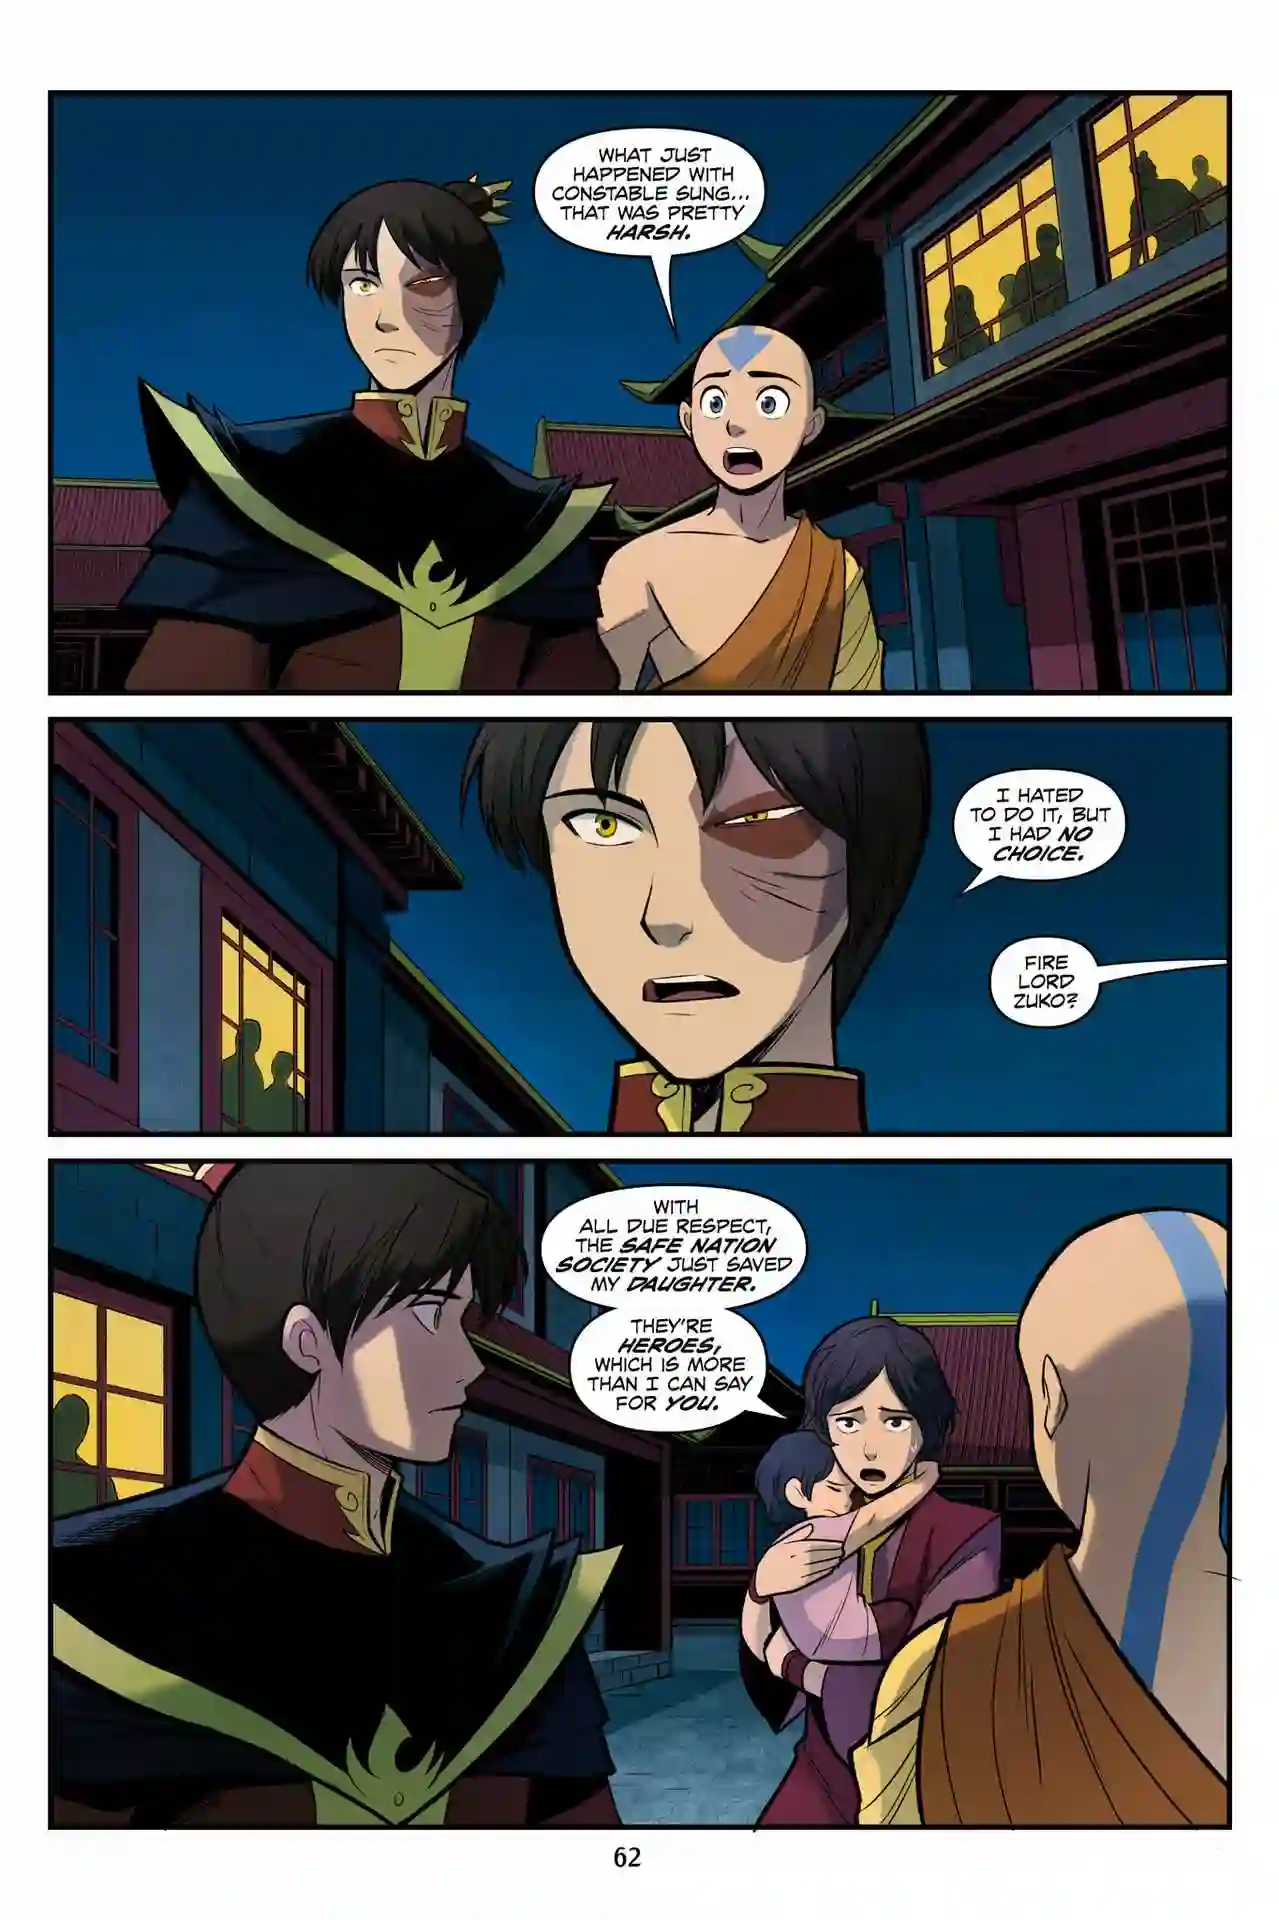 WHAT JUST
HAPPENED WITH
CONSTABLE SUNG...
THAT WAS PRETTY
HARSH.
I HATED
TO DO IT, BUT
I HAD NO
CHOICE.
FIRE
LORD
ZUKO?
WITH
ALL DUE RESPECT,
THE SAFE NATION
SOCIETY JUST SAVED
MY DAUGHTER.
THEY'RE
HEROES,
WHICH IS MORE
THAN I CAN SAY
FOR YOU.
62